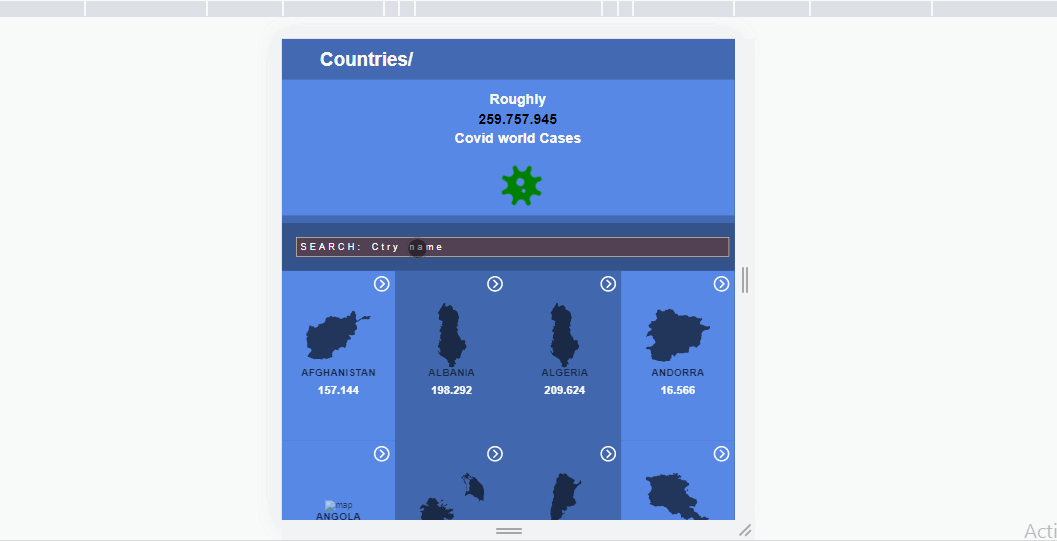 Countries/
Roughly
259.757.945
Covid world Cases
SEARCH: Ctry name
AFGHANISTAN
ALBANIA
ALGERIA
ANDORRA
157.144
198.292
209.624
16.566
map
ANGOLA
Acti